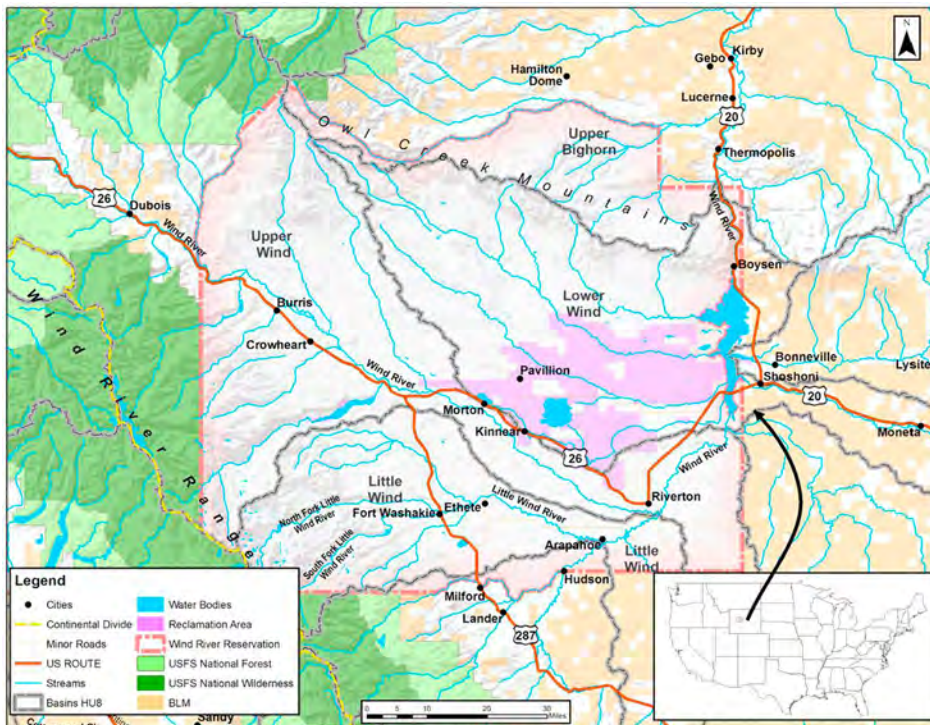 N
Kirby
Gebo
Hamilton
Dome
Lucerne
20
Owl Creek Mountains
Upper
Bighorn
Thermopolis
26
Dubois
Wind River
Wind River
Upper
Wind
Boysen
Burris
Lower
Wind
Wind River Range
Crowheart
Bonneville
Lysite
Pavillion
Shoshoni
Wind River
20
Morton
Moneta
Kinnear
26
Wind River
Little
Wind
Riverton
North Fork Little
Wind River
Ethete
Little Wind River
Fort Washakie
South Fork Little
Wind River
Arapahoe
Little
Wind
Hudson
Milford
Lander
287
Legend
Cities
Continental Divide
Minor Roads
US ROUTE
Streams
Basins HU8
Water Bodies
Reclamation Area
Wind River Reservation
USFS National Forest
USFS National Wilderness
BLM
Sandy
0 5 10 20 30
Miles